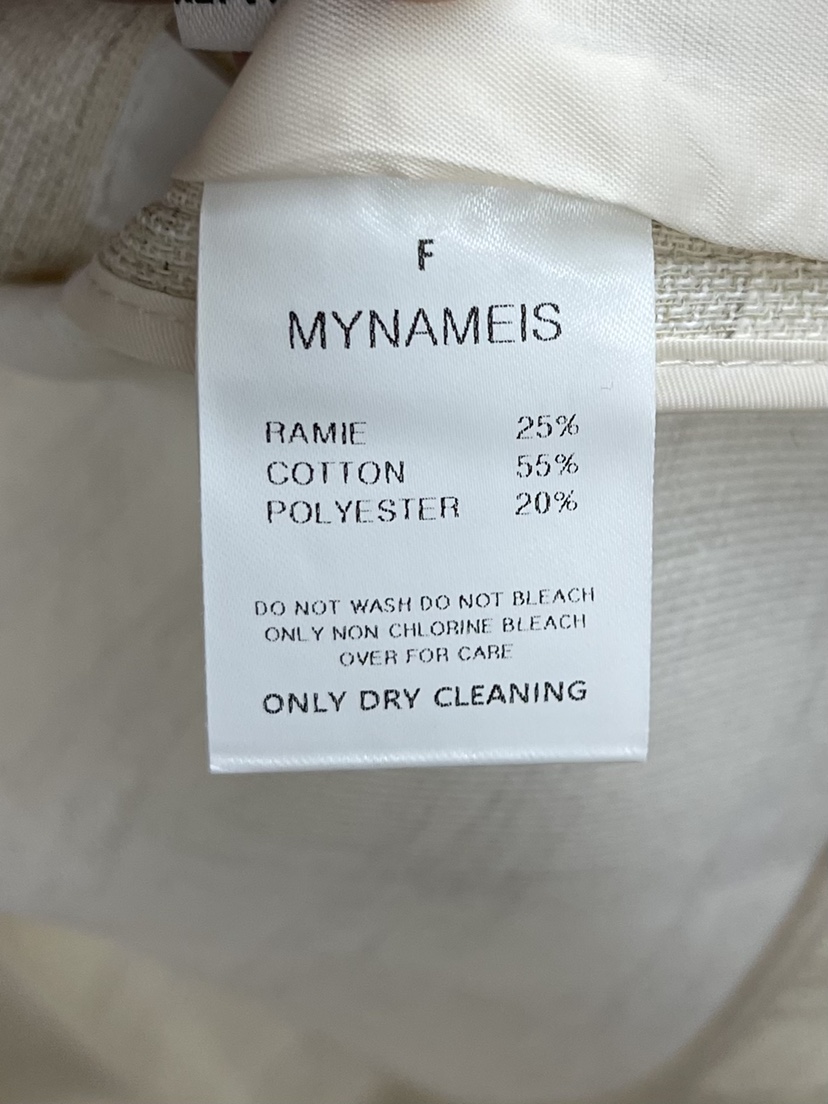 F
MYNAMEIS
RAMIE 25%
COTTON 55%
POLYESTER 20%
DO NOT WASH DO NOT BLEACH
ONLY NON CHLORINE BLEACH
OVER FOR CARE
ONLY DRY CLEANING